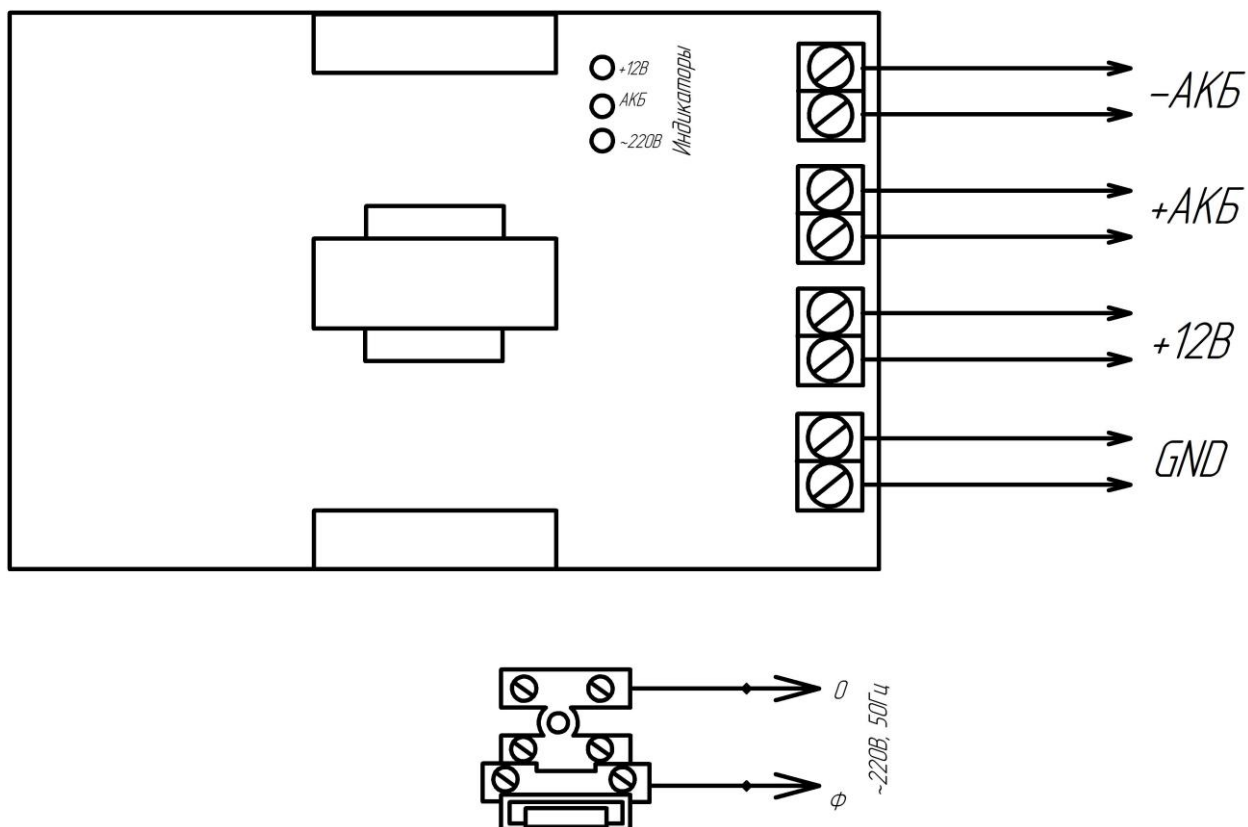 +12В
АКБ
~220В
Индикаторы
-АКБ
+АКБ
+12В
GND
0
~220В, 50Гц
Ф